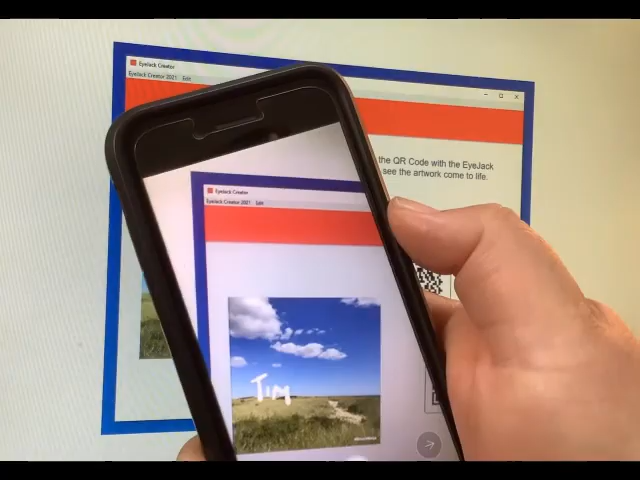 EyeJack Creator
EyeJack Creator 2021 Edit
the QR Code with the EyeJack
see the artwork come to life.
EyeJack Creator
EyeJack Creator 2021 Edit
Tim